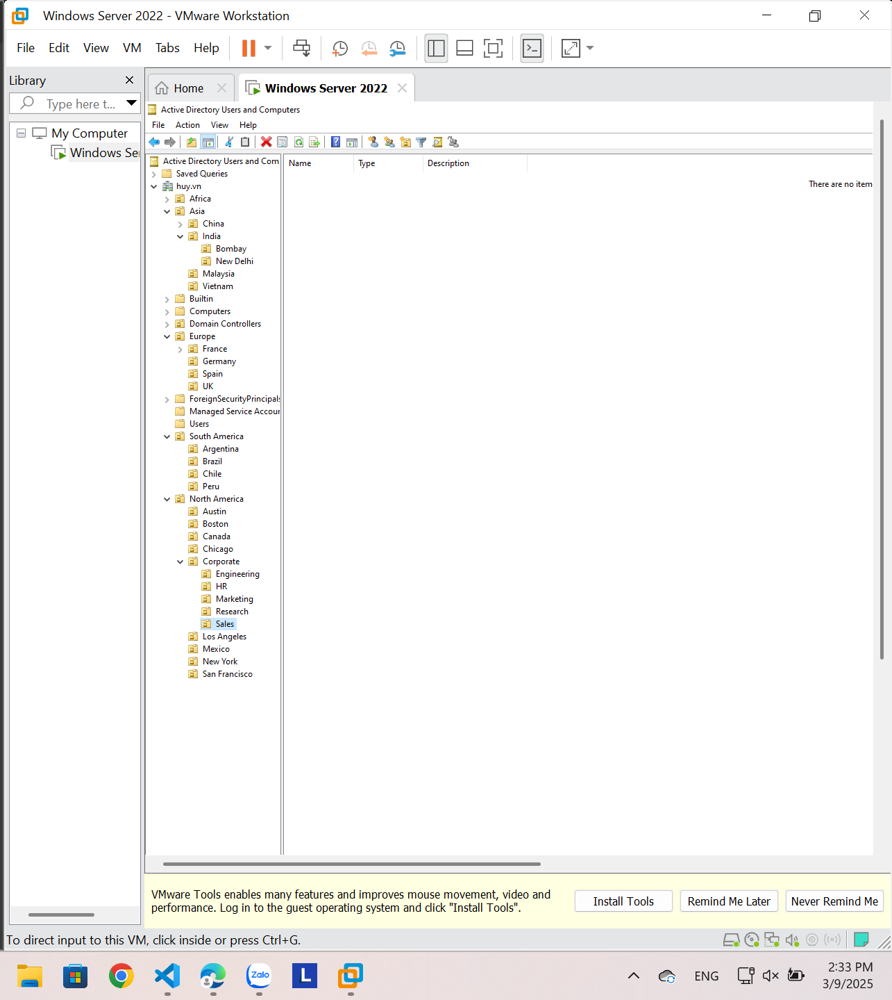 Windows Server 2022 - VMware Workstation
File Edit View VM Tabs Help
Library
Type here t...
My Computer
Windows Ser
Home
Windows Server 2022
Active Directory Users and Computers
File Action View Help
Active Directory Users and Com
Saved Queries
huy.vn
Africa
Asia
China
India
Bombay
New Delhi
Malaysia
Vietnam
Builtin
Computers
Domain Controllers
Europe
France
Germany
Spain
UK
ForeignSecurityPrincipals
Managed Service Accour
Users
South America
Argentina
Brazil
Chile
Peru
North America
Austin
Boston
Canada
Chicago
Corporate
Engineering
HR
Marketing
Research
Sales
Los Angeles
Mexico
New York
San Francisco
Name Type Description
There are no item
VMware Tools enables many features and improves mouse movement, video and
performance. Log in to the guest operating system and click "Install Tools".
Install Tools
Remind Me Later
Never Remind Me
To direct input to this VM, click inside or press Ctrl+G.
Zalo
L
ENG
2:33 PM
3/9/2025